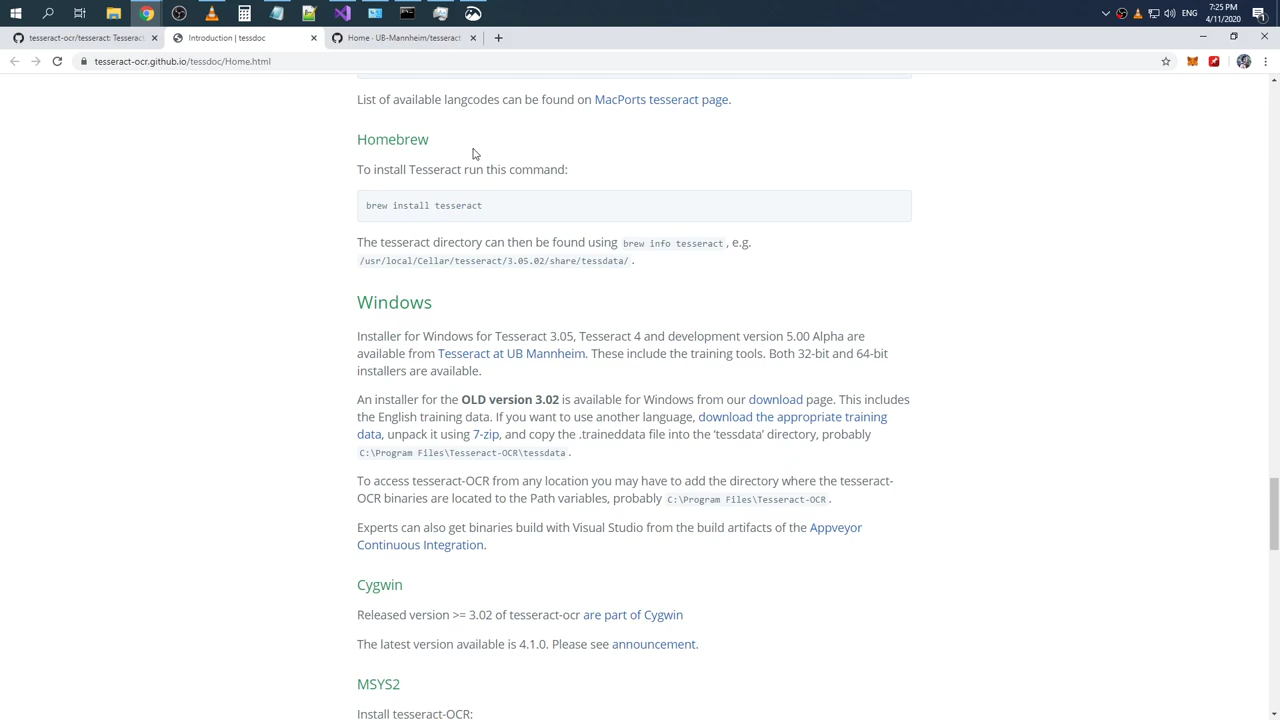 7:25 PM
ENG
4/11/2020
tesseract-ocr/tesseract: Tesserac
Introduction | tessdoc
Home · UB-Mannheim/tesseract
tesseract-ocr.github.io/tessdoc/Home.html
List of available langcodes can be found on MacPorts tesseract page.
Homebrew
To install Tesseract run this command:
brew install tesseract
The tesseract directory can then be found using brew info tesseract, e.g.
/usr/local/Cellar/tesseract/3.05.02/share/tessdata/.
Windows
Installer for Windows for Tesseract 3.05, Tesseract 4 and development version 5.00 Alpha are
available from Tesseract at UB Mannheim. These include the training tools. Both 32-bit and 64-bit
installers are available.
An installer for the OLD version 3.02 is available for Windows from our download page. This includes
the English training data. If you want to use another language, download the appropriate training
data, unpack it using 7-zip, and copy the .traineddata file into the ‘tessdata’ directory, probably
C:\Program Files\Tesseract-OCR\tessdata.
To access tesseract-OCR from any location you may have to add the directory where the tesseract-
OCR binaries are located to the Path variables, probably C:\Program Files\Tesseract-OCR.
Experts can also get binaries build with Visual Studio from the build artifacts of the Appveyor
Continuous Integration.
Cygwin
Released version >= 3.02 of tesseract-ocr are part of Cygwin
The latest version available is 4.1.0. Please see announcement.
MSYS2
Install tesseract-OCR: